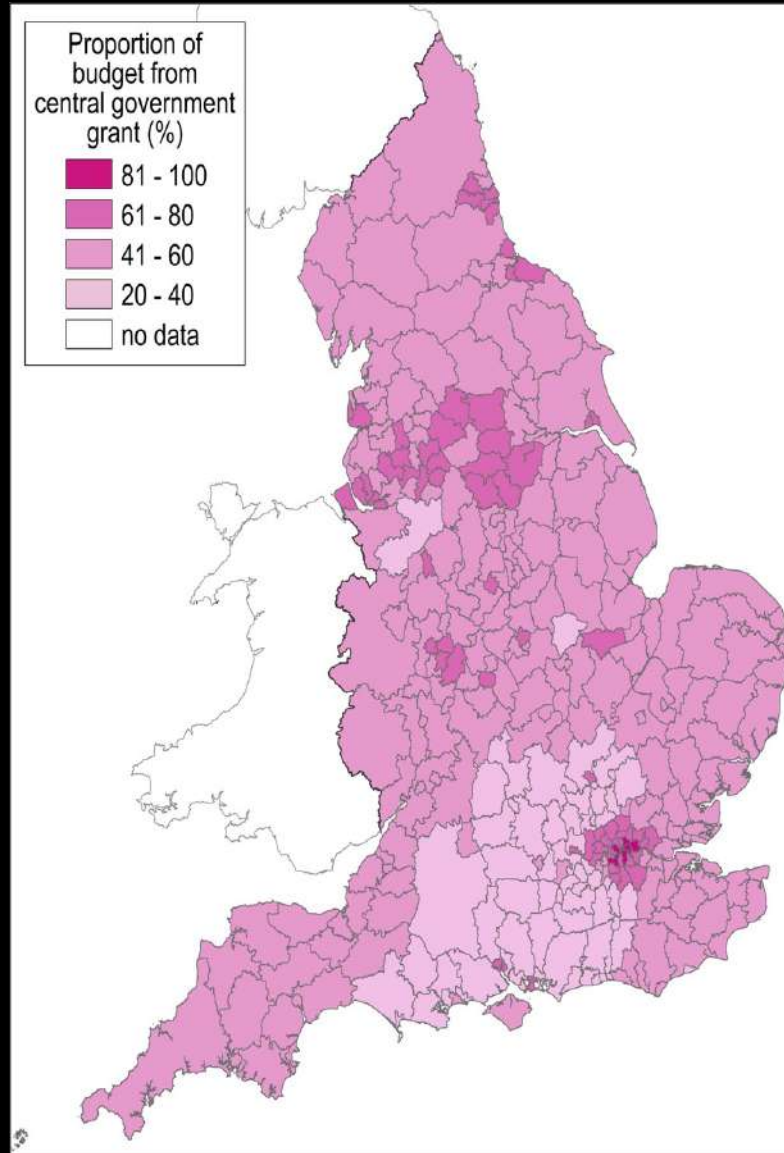 Proportion of
budget from
central government
grant (%)
81 - 100
61 - 80
41 - 60
20 - 40
no data